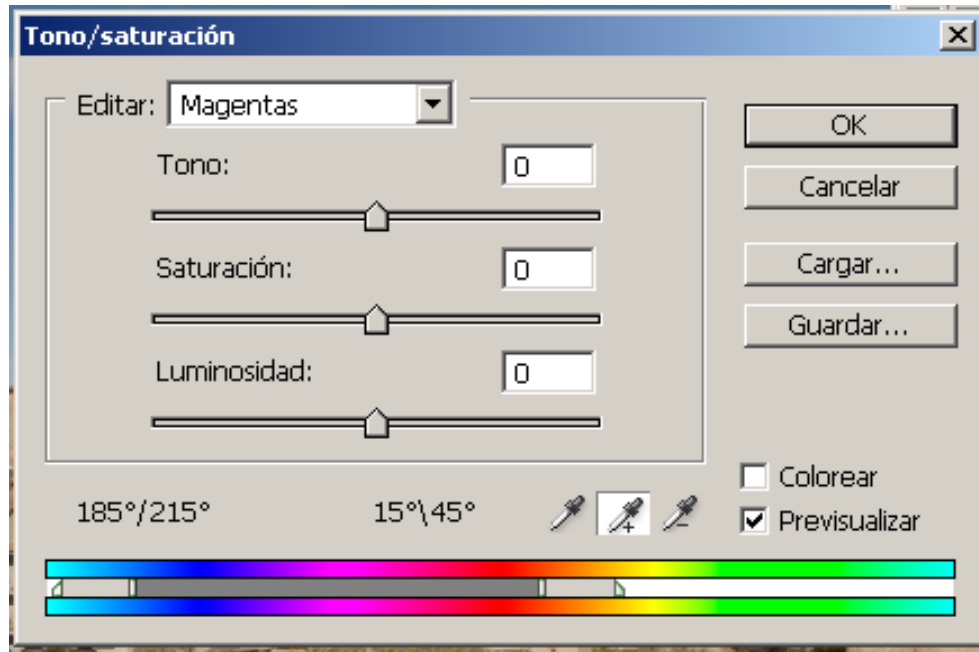 Tono/saturación
Editar: Magentas
OK
Tono: 0
Cancelar
Saturación: 0
Cargar...
Guardar...
Luminosidad: 0
Colorear
185°/215° 15°\45°
Previsualizar